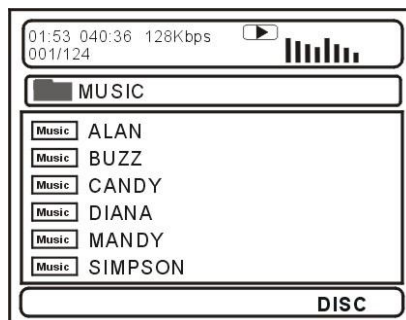 01:53 040:36 128Kbps
001/124
MUSIC
Music ALAN
Music BUZZ
Music CANDY
Music DIANA
Music MANDY
Music SIMPSON
DISC